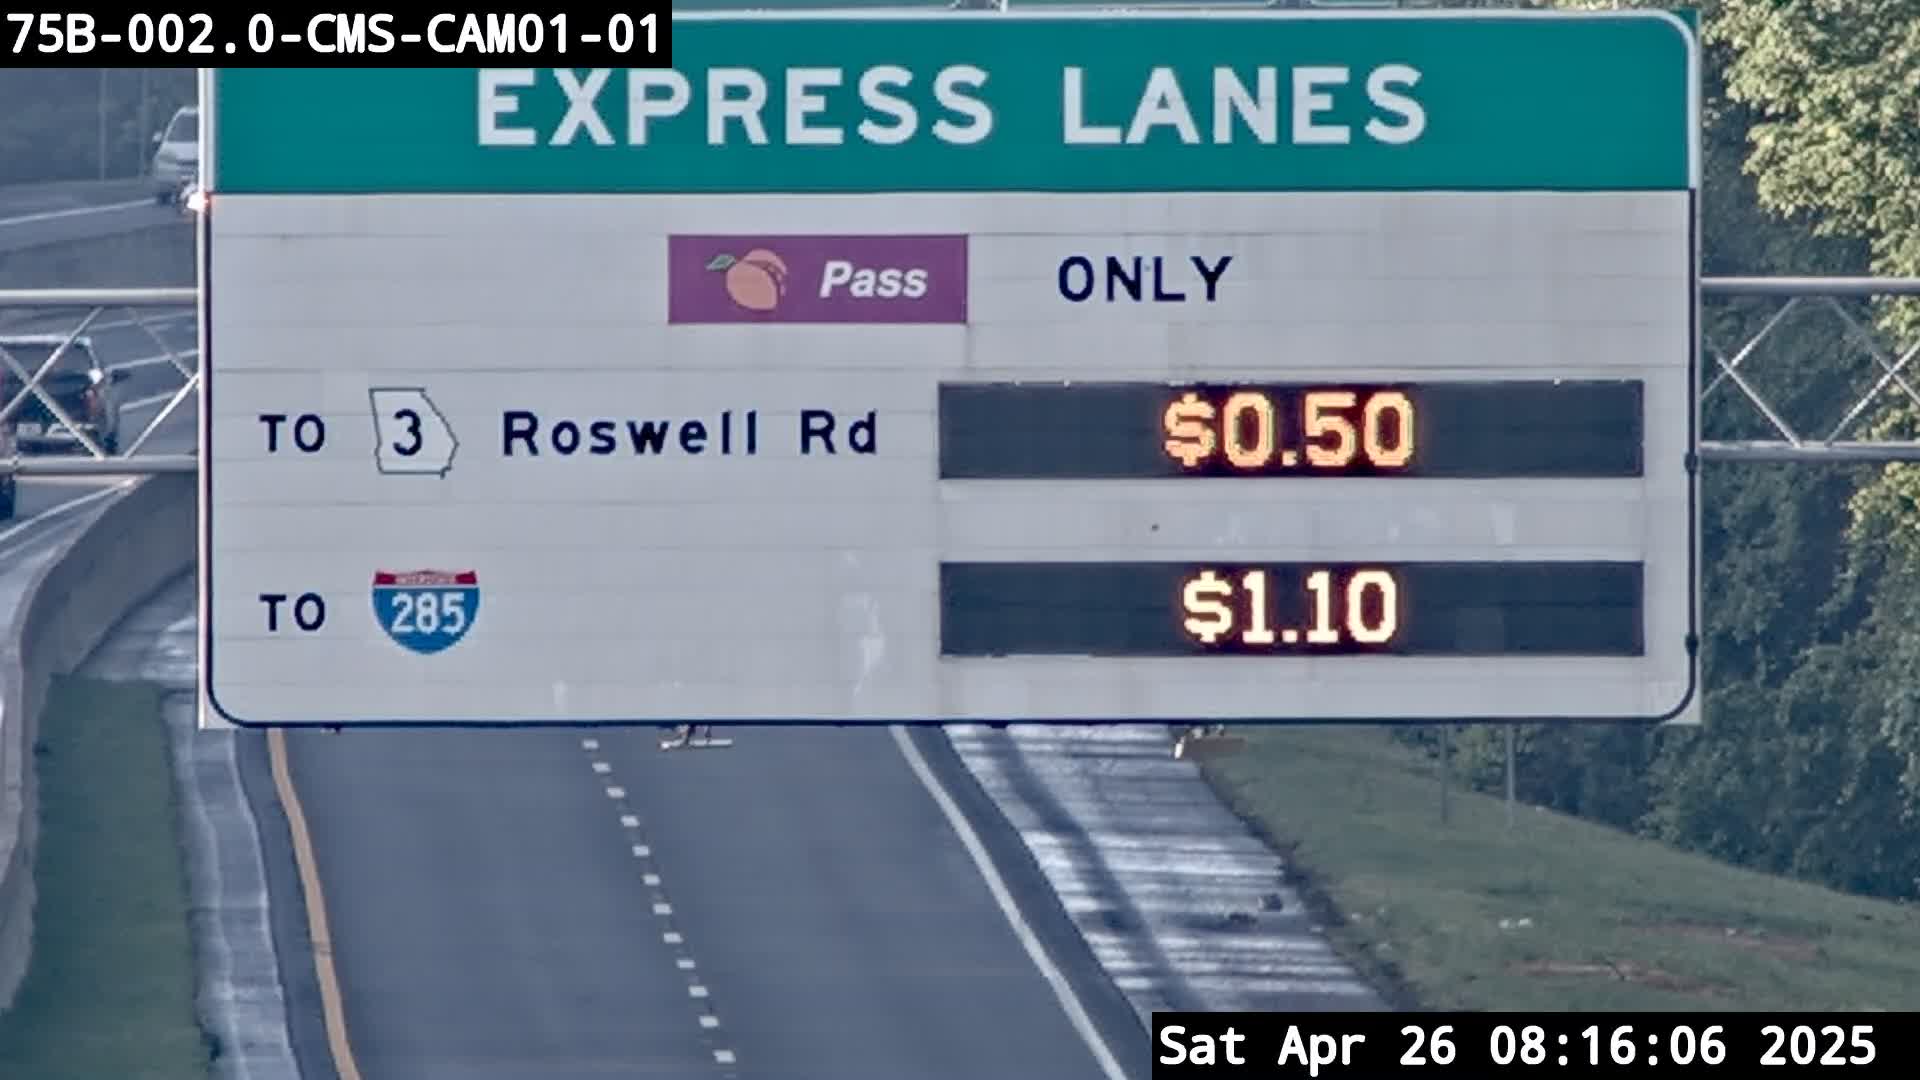 75B-002.0-CMS-CAM01-01
EXPRESS LANES
Pass ONLY
TO 3 Roswell Rd $0.50
INTERSTATE
TO 285 $1.10
Sat Apr 26 08:16:06 2025